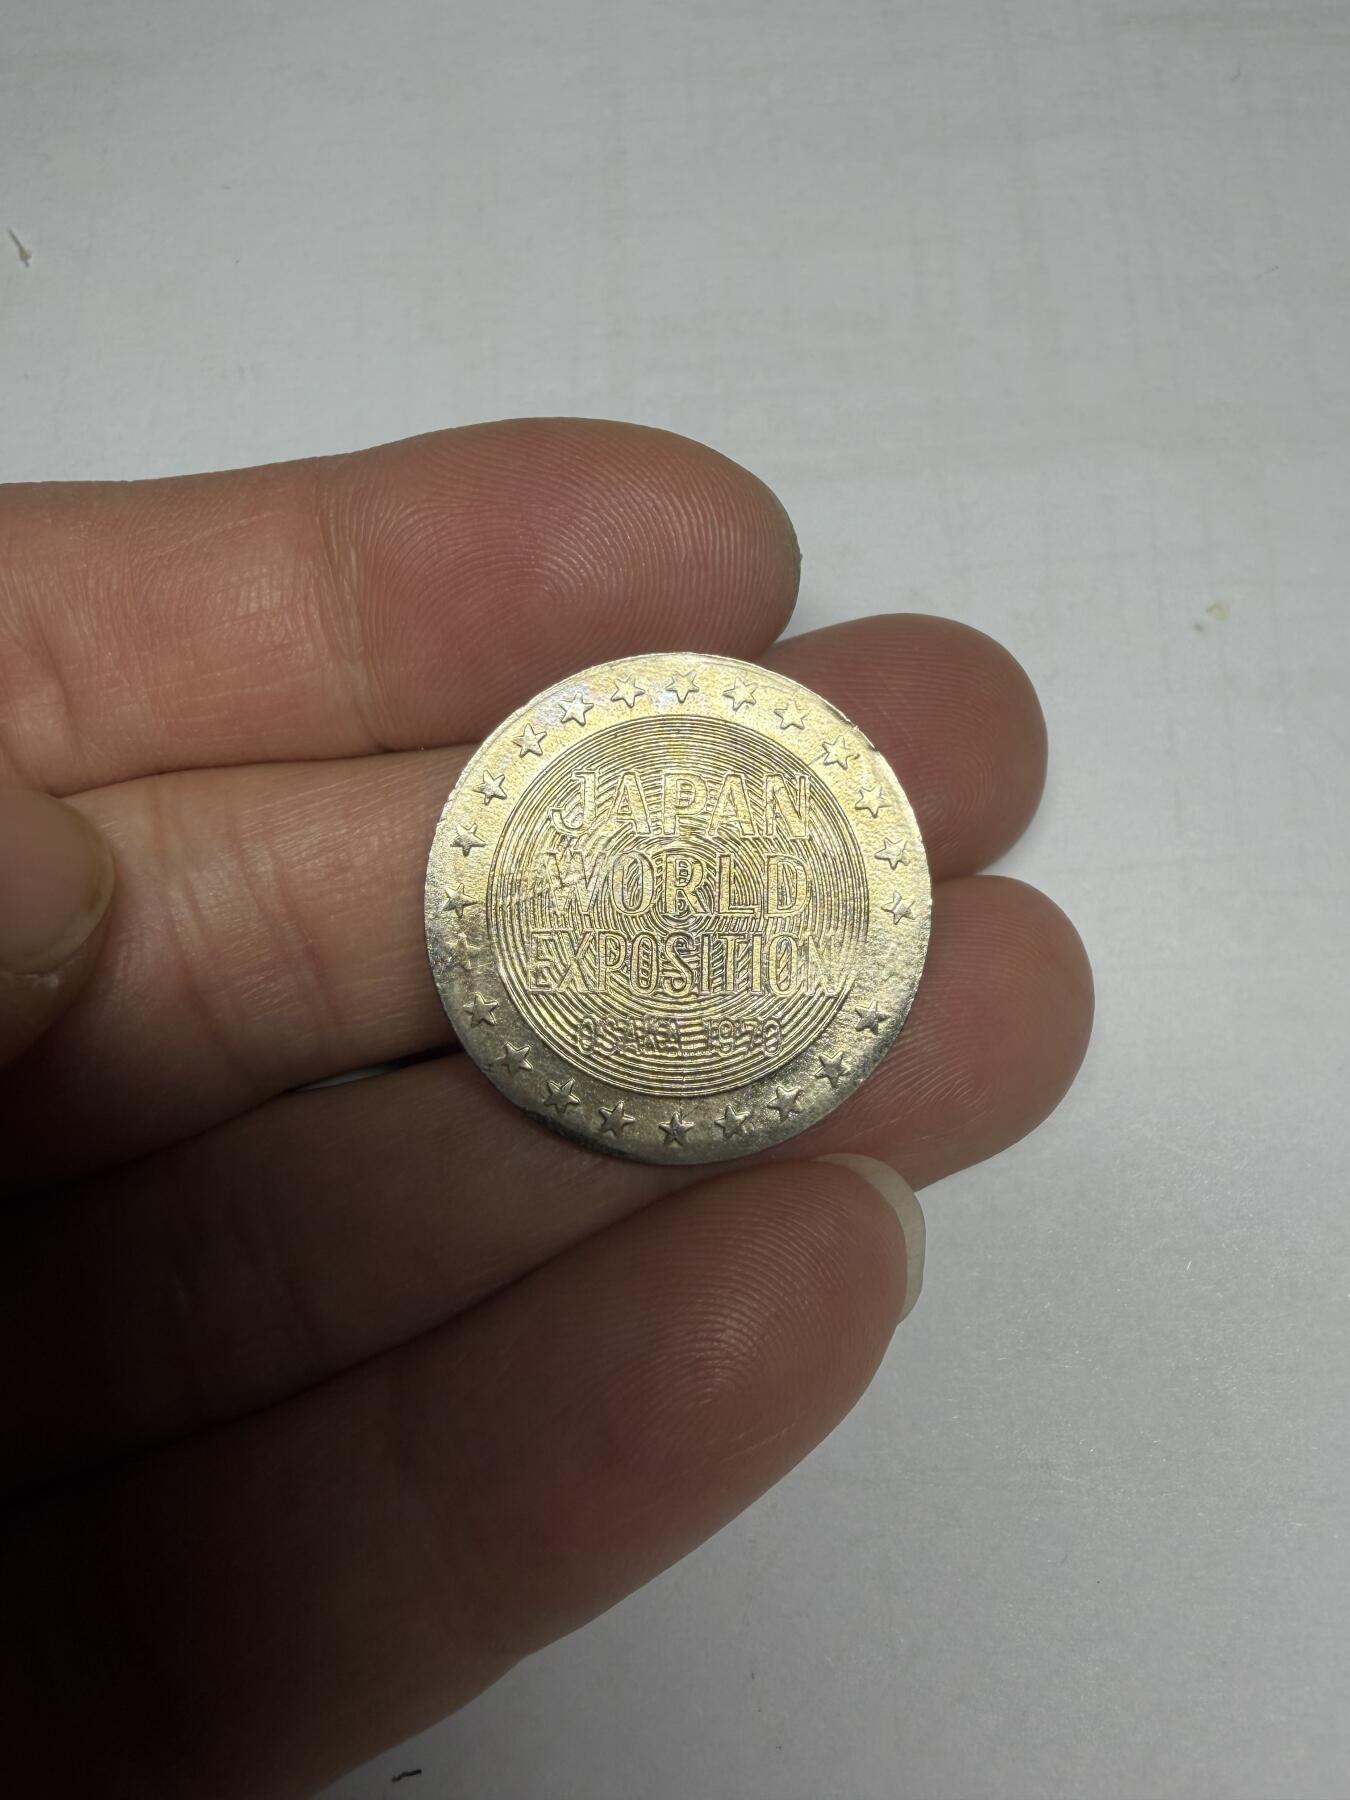 JAPAN
WORLD
EXPOSITION
OSAKA 1970